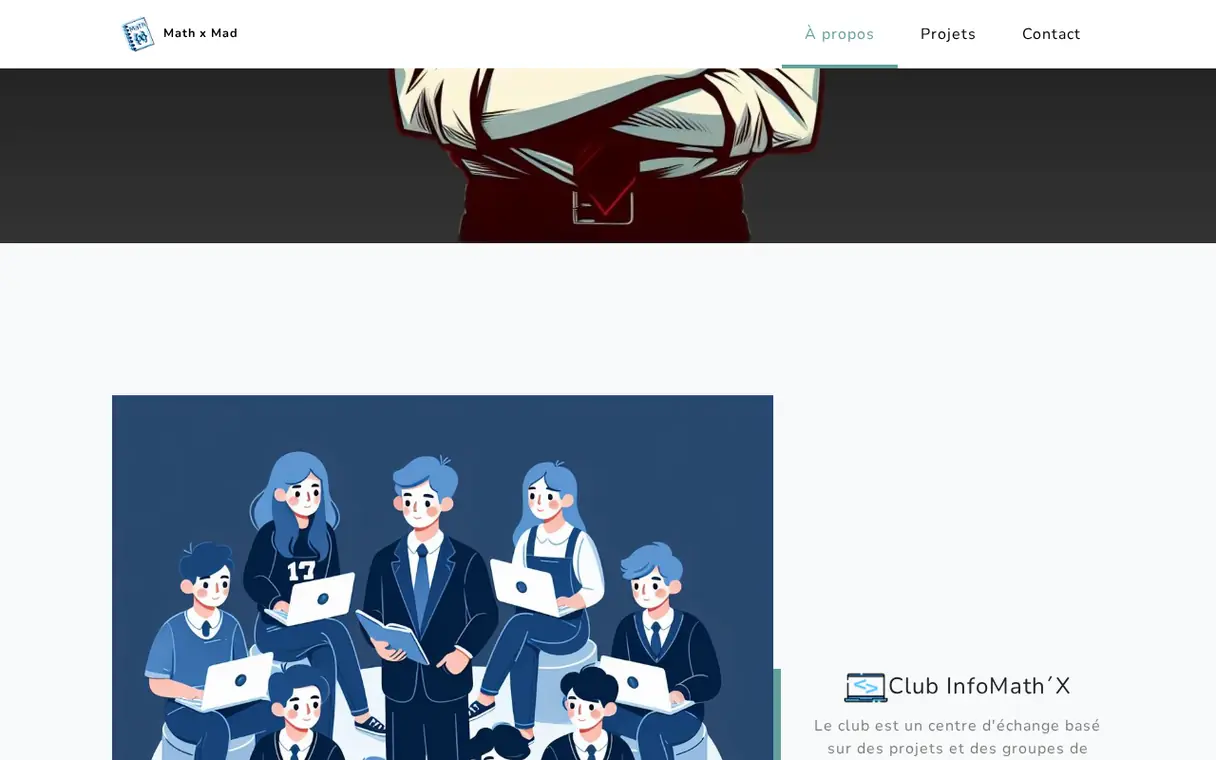 Math
Math x Mad
À propos
Projets
Contact
17
Club InfoMath´X
Le club est un centre d'échange basé
sur des projets et des groupes de